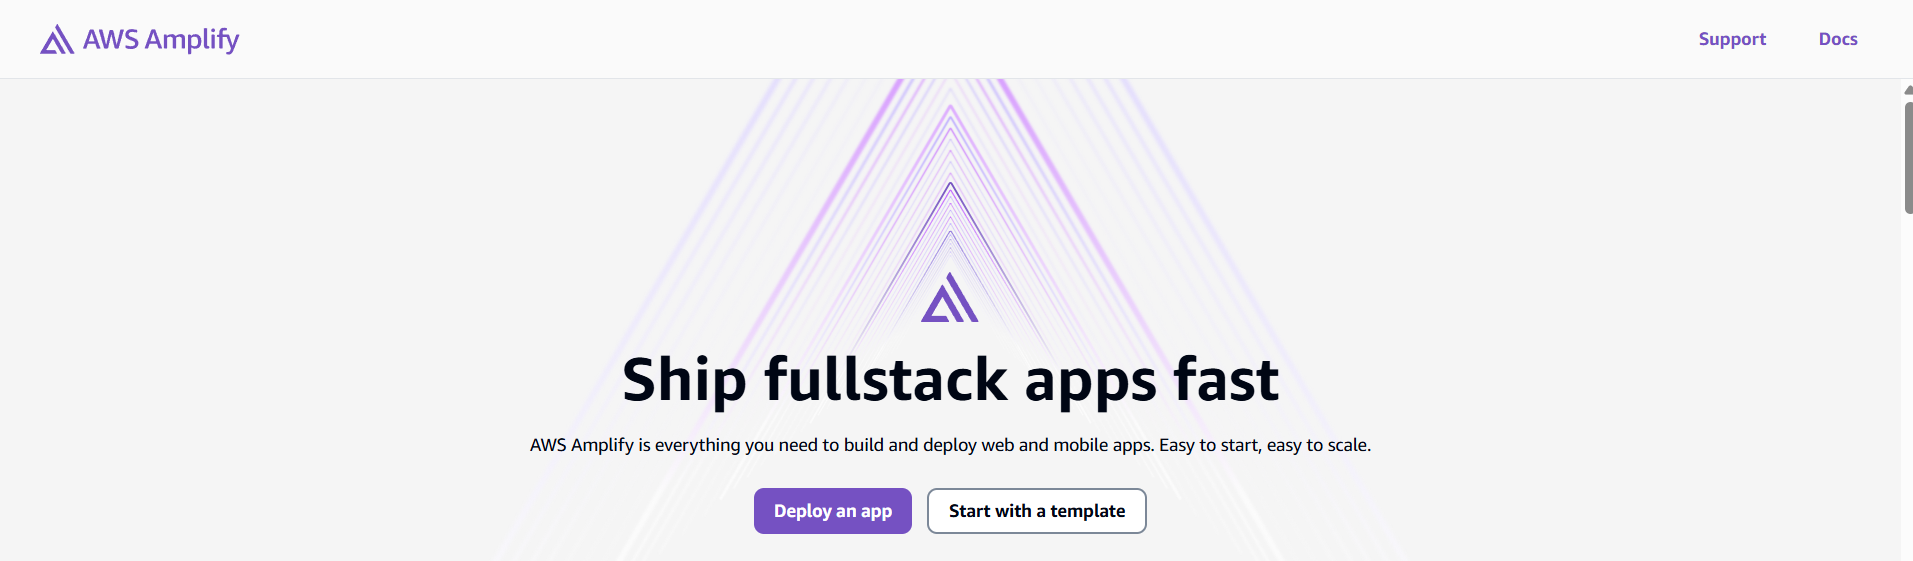 AWS Amplify
Support
Docs
Ship fullstack apps fast
AWS Amplify is everything you need to build and deploy web and mobile apps. Easy to start, easy to scale.
Deploy an app
Start with a template